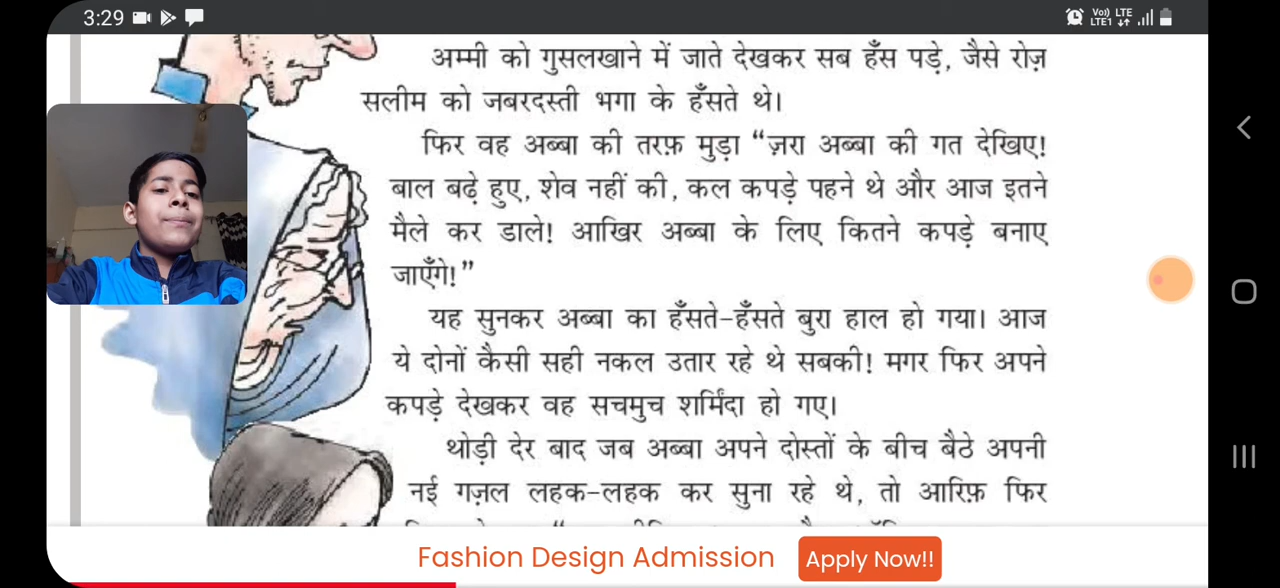 3:29
Vo) LTE
LTE1
अम्मी को गुसलखाने में जाते देखकर सब हँस पड़े, जैसे रोज़
सलीम को जबरदस्ती भगा के हँसते थे।
फिर वह अब्बा की तरफ़ मुड़ा “ज़रा अब्बा की गत देखिए!
बाल बढ़े हुए, शेव नहीं की, कल कपड़े पहने थे और आज इतने
मैले कर डाले! आखिर अब्बा के लिए कितने कपड़े बनाए
जाएँगे!”
यह सुनकर अब्बा का हँसते-हँसते बुरा हाल हो गया। आज
ये दोनों कैसी सही नकल उतार रहे थे सबकी! मगर फिर अपने
कपड़े देखकर वह सचमुच शर्मिंदा हो गए।
थोड़ी देर बाद जब अब्बा अपने दोस्तों के बीच बैठे अपनी
नई गज़ल लहक-लहक कर सुना रहे थे, तो आरिफ़ फिर
Fashion Design Admission
Apply Now!!